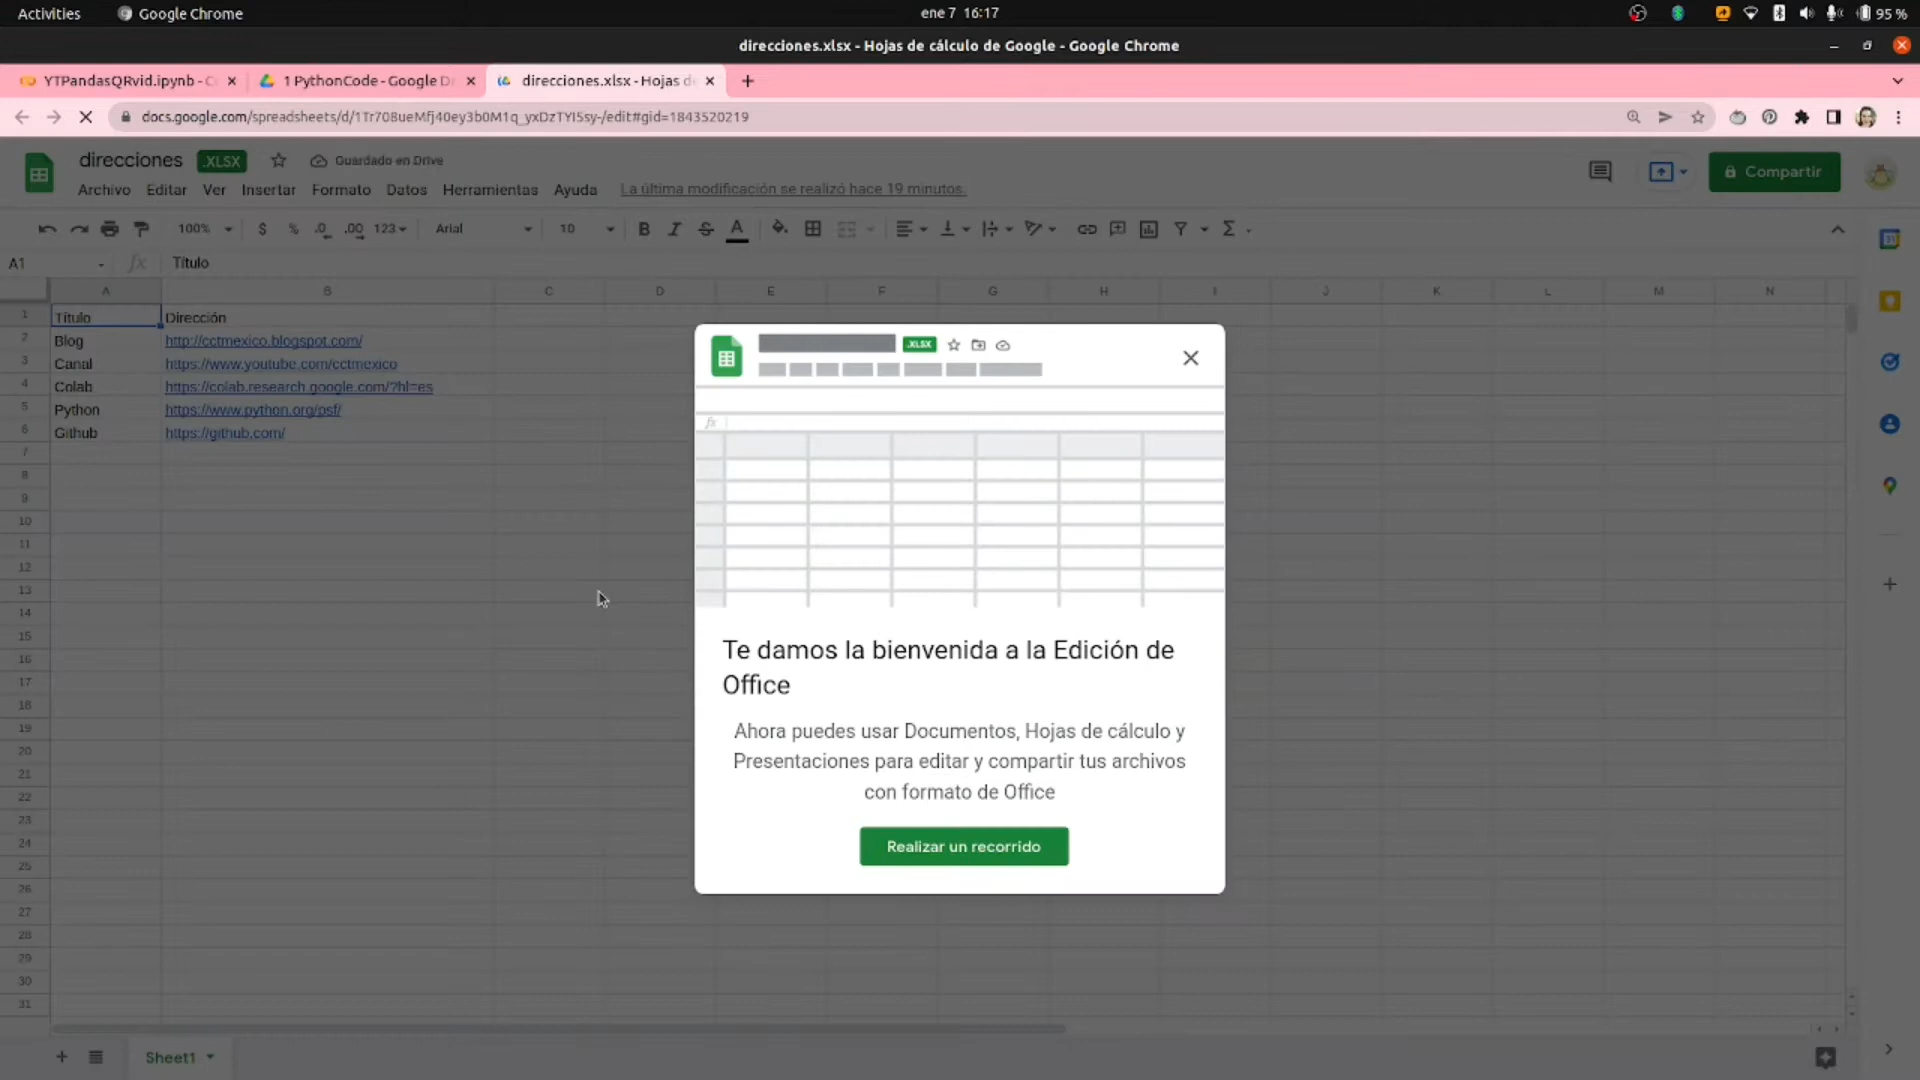 Activities Google Chrome ene 7 16:17 95 %
direcciones.xlsx - Hojas de cálculo de Google - Google Chrome
YTPandasQRvid.ipynb - C 1 PythonCode - Google D direcciones.xlsx - Hojas de
docs.google.com/spreadsheets/d/1Tr708ueMfj40ey3b0M1q_yxDzTYI5sy-/edit#gid=1843520219
direcciones .XLSX Guardado en Drive
Archivo Editar Ver Insertar Formato Datos Herramientas Ayuda La última modificación se realizó hace 19 minutos.
Compartir
100% $ % .0 .00 123 Arial 10 B I S A Σ
A1 fx Título
A B C D E F G H I J K L M N
1 Título Dirección
2 Blog http://cctmexico.blogspot.com/
3 Canal https://www.youtube.com/cctmexico
4 Colab https://colab.research.google.com/?hl=es
5 Python https://www.python.org/psf/
6 Github https://github.com/
7
8
9
10
11
12
13
14
15
16
17
18
19
20
21
22
23
24
25
26
27
28
29
30
31
.XLSX
fx
Te damos la bienvenida a la Edición de
Office
Ahora puedes usar Documentos, Hojas de cálculo y
Presentaciones para editar y compartir tus archivos
con formato de Office
Realizar un recorrido
Sheet1